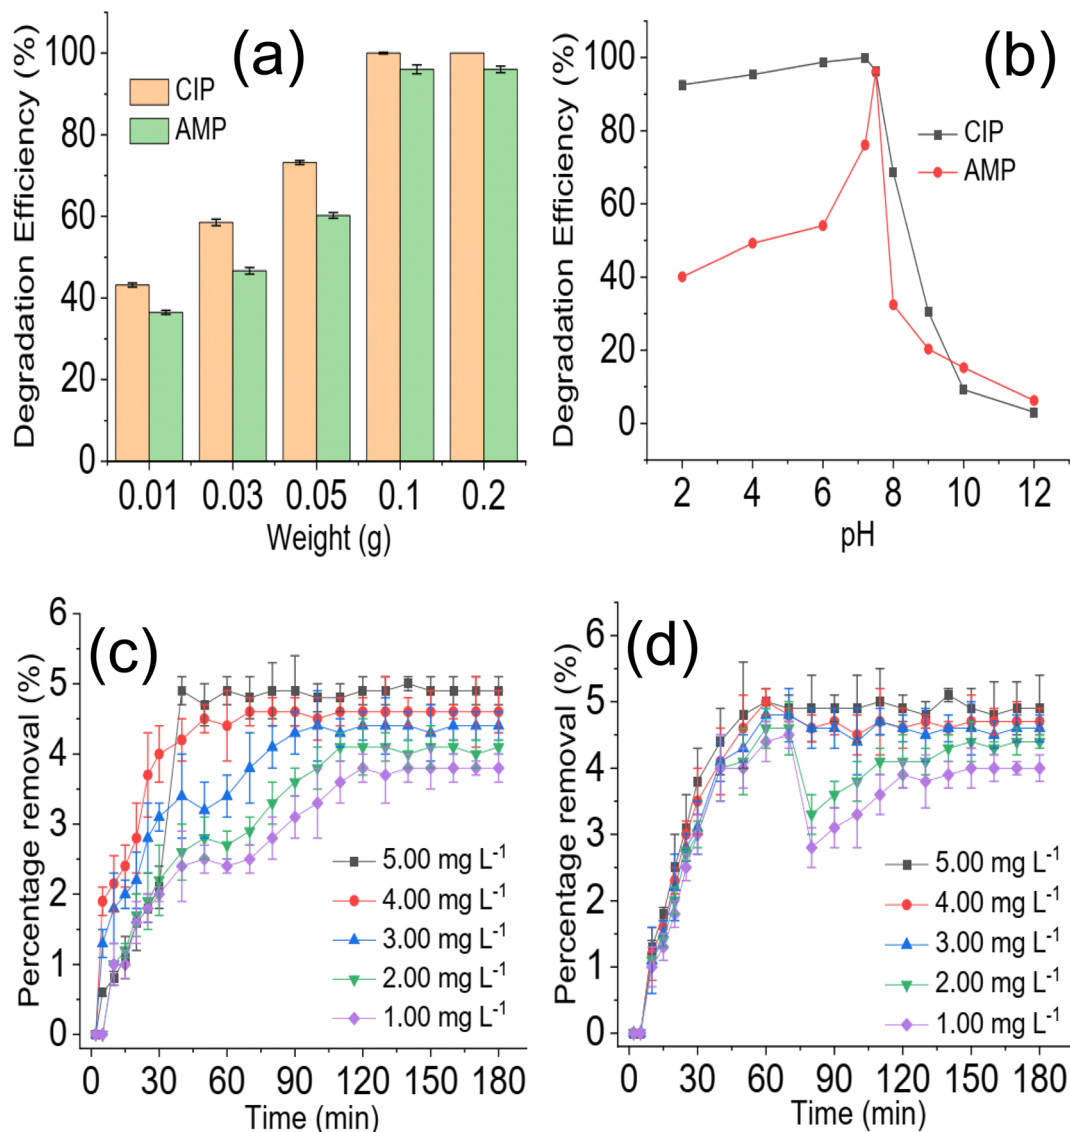 (a)
Degradation Efficiency (%)
100
80
60
40
20
0
CIP
AMP
0.01 0.03 0.05 0.1 0.2
Weight (g)
(b)
Degradation Efficiency (%)
100
80
60
40
20
0
CIP
AMP
2 4 6 8 10 12
pH
(c)
Percentage removal (%)
6
5
4
3
2
1
0
5.00 mg L⁻¹
4.00 mg L⁻¹
3.00 mg L⁻¹
2.00 mg L⁻¹
1.00 mg L⁻¹
0 30 60 90 120 150 180
Time (min)
(d)
Percentage removal (%)
6
5
4
3
2
1
0
5.00 mg L⁻¹
4.00 mg L⁻¹
3.00 mg L⁻¹
2.00 mg L⁻¹
1.00 mg L⁻¹
0 30 60 90 120 150 180
Time (min)